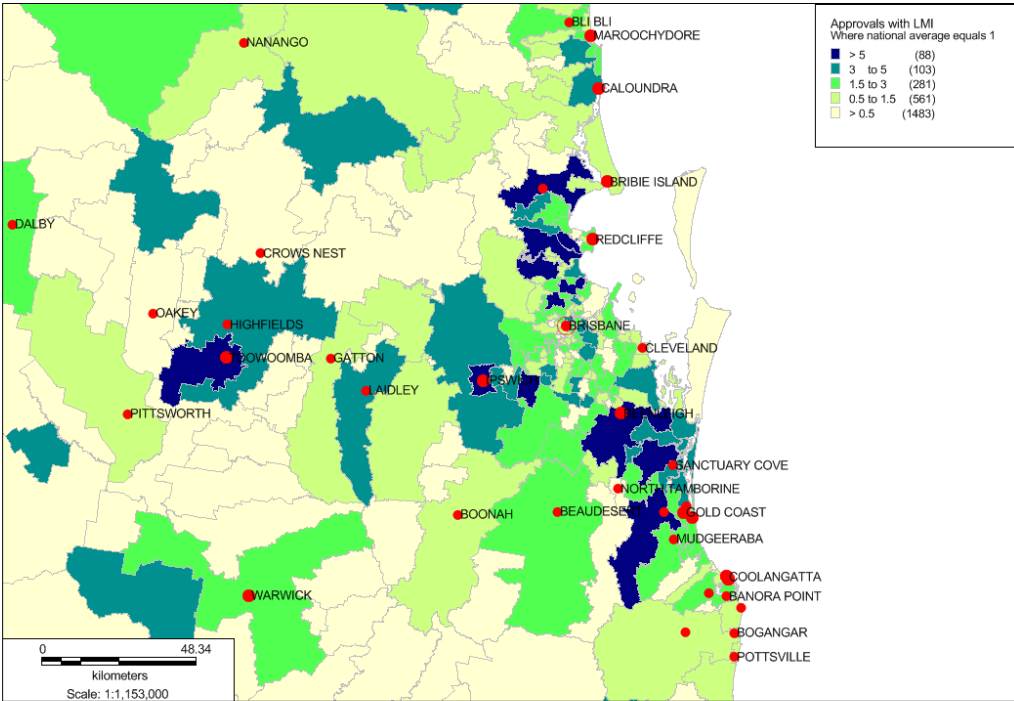 BLI BLI
MAROOCHYDORE
NANANGO
CALOUNDRA
BRIBIE ISLAND
DALBY
REDCLIFFE
CROWS NEST
OAKEY
HIGHFIELDS
BRISBANE
CLEVELAND
OOWOOMBA
GATTON
PSWICH
LAIDLEY
PITTSWORTH
SANCTUARY COVE
NORTH TAMBORINE
BOONAH
BEAUDESERT
GOLD COAST
MUDGEERABA
COOLANGATTA
WARWICK
BANORA POINT
BOGANGAR
POTTSVILLE
Approvals with LMI
Where national average equals 1
> 5 (88)
3 to 5 (103)
1.5 to 3 (281)
0.5 to 1.5 (561)
> 0.5 (1483)
0 48.34
kilometers
Scale: 1:1,153,000